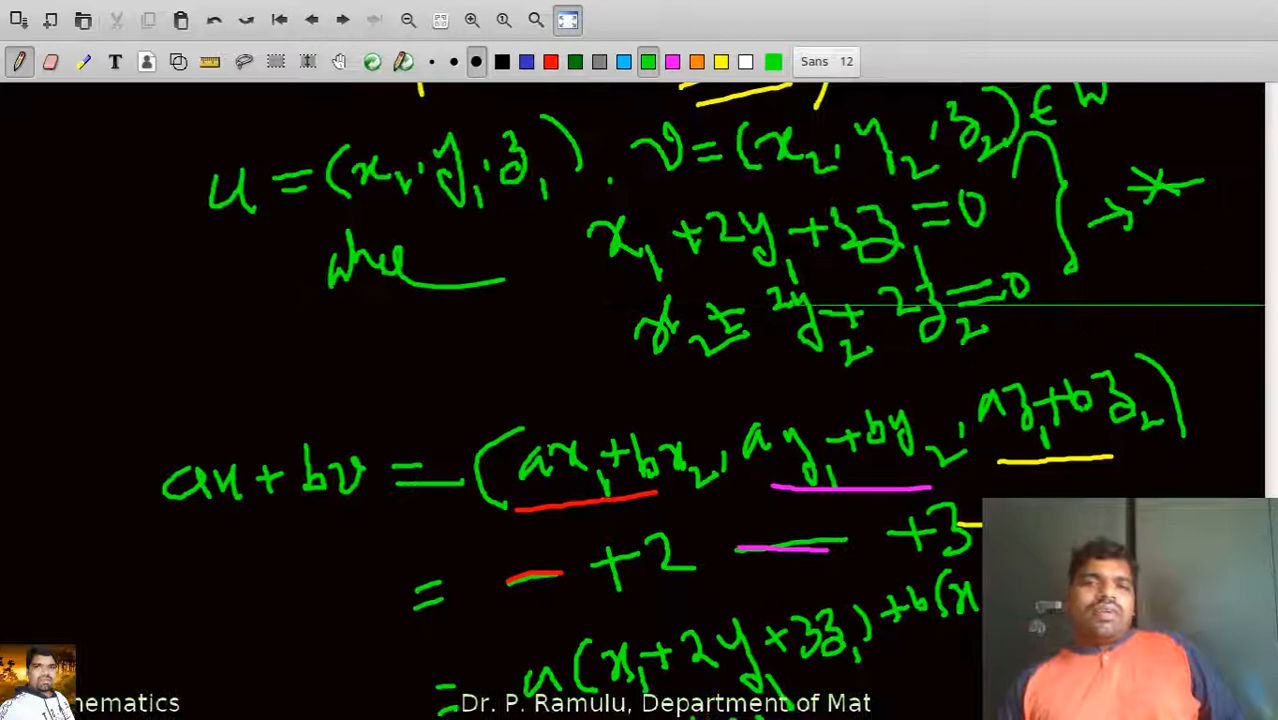 Sans 12
u = (x₁, y₁, z₁), v = (x₂, y₂, z₂) ∈ W
where x₁ + 2y₁ + 3z₁ = 0
x₂ + 2y₂ + 2z₂ = 0 → *
au + bv = (ax₁ + bx₂, ay₁ + by₂, az₁ + bz₂)
= + 2 + 3
= a(x₁ + 2y₁ + 3z₁) + b(x
hematics Dr. P. Ramulu, Department of Mat